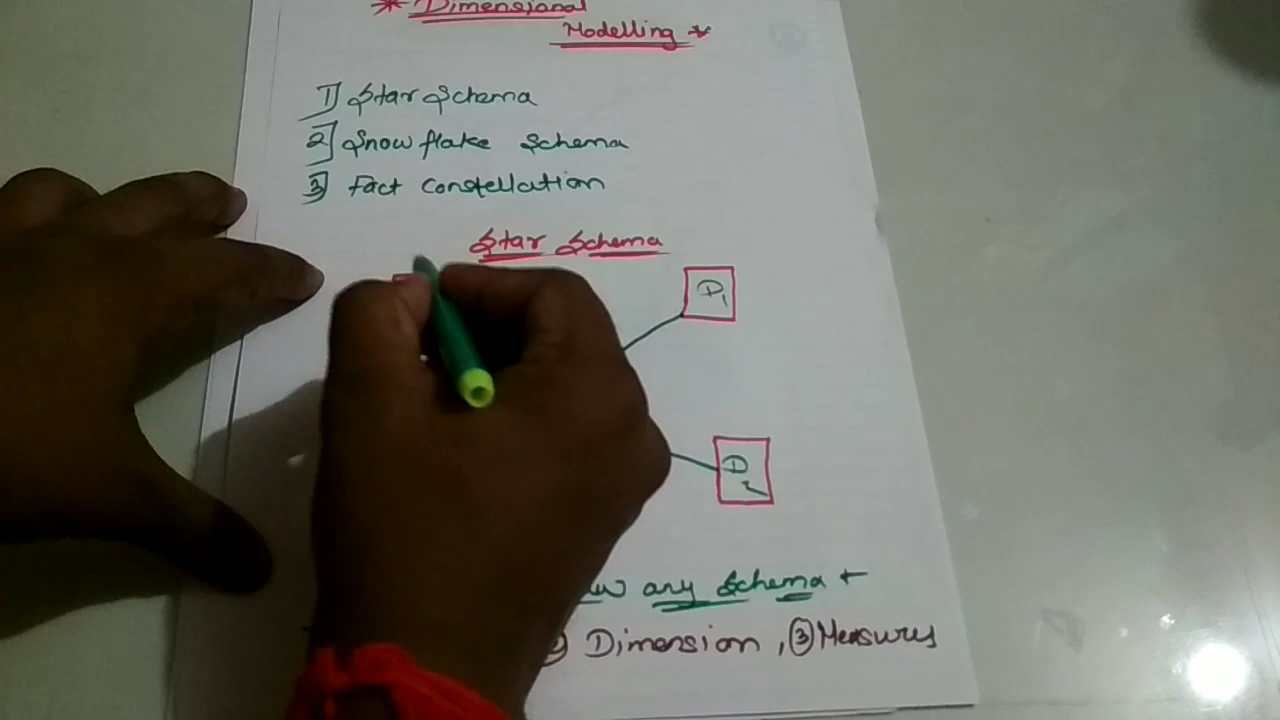 * Dimensional
Modelling *
1] Star Schema
2] Snow flake Schema
3] Fact Constellation
Star Schema
D1
D2
any Schema
Dimension, ③ Measures